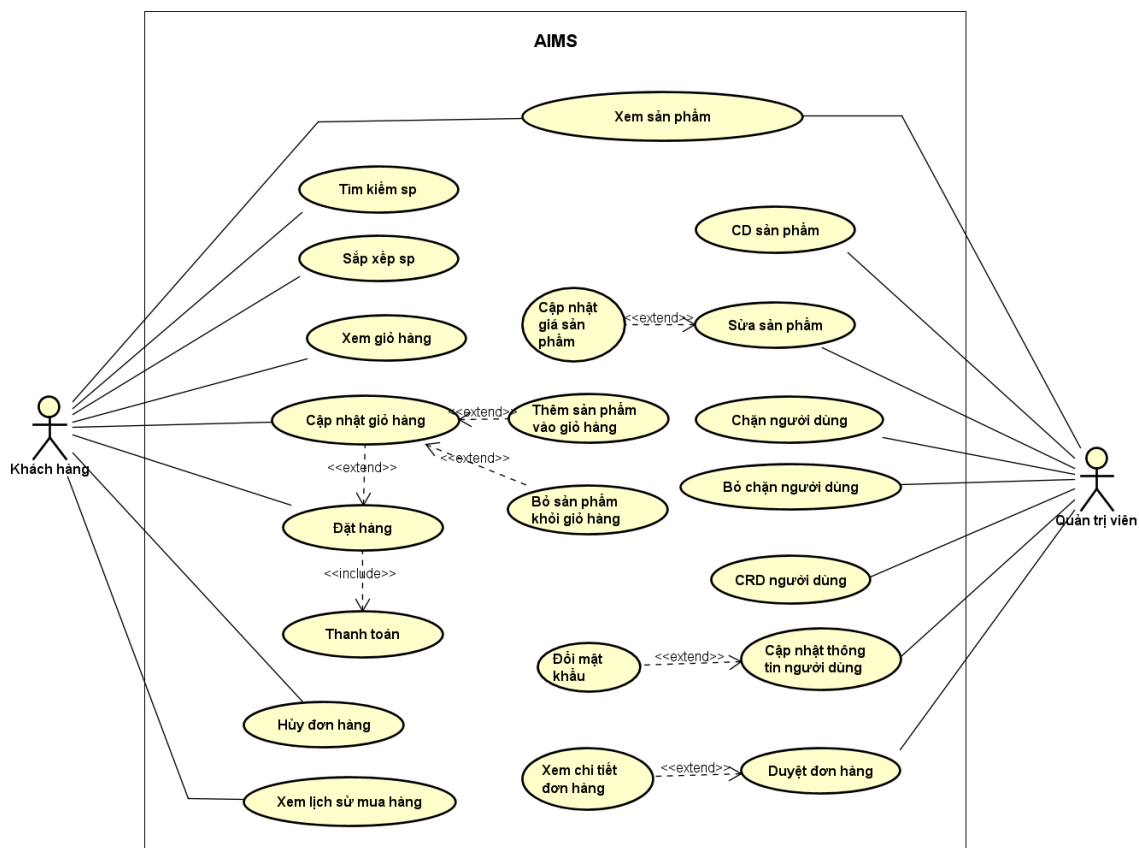 AIMS
Xem sản phẩm
Tìm kiếm sp
CD sản phẩm
Sắp xếp sp
Cập nhật
giá sản
phẩm
<<extend>>
Sửa sản phẩm
Xem giỏ hàng
Cập nhật giỏ hàng
<<extend>>
Thêm sản phẩm
vào giỏ hàng
Chặn người dùng
<<extend>>
<<extend>>
Khách hàng
Bỏ sản phẩm
khỏi giỏ hàng
Bỏ chặn người dùng
Quản trị viên
Đặt hàng
<<include>>
CRD người dùng
Thanh toán
Đổi mật
khẩu
<<extend>>
Cập nhật thông
tin người dùng
Hủy đơn hàng
Xem chi tiết
đơn hàng
<<extend>>
Duyệt đơn hàng
Xem lịch sử mua hàng